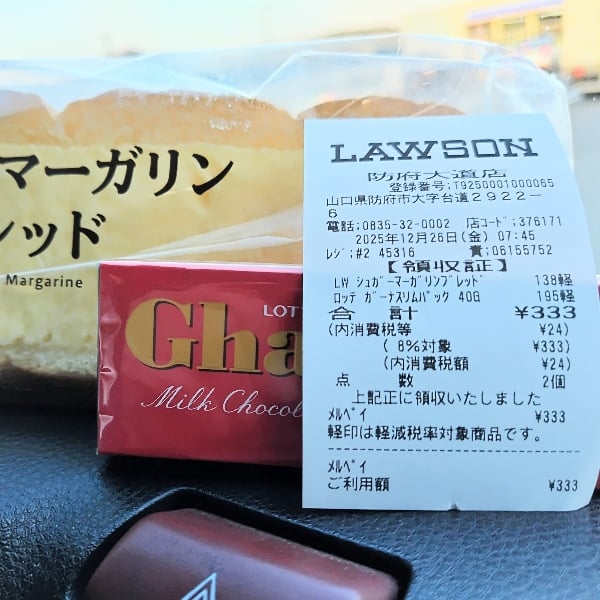 マーガリン
ッド
Margarine
LOTT
Gha
Milk Chocol
LAWSON
防府大道店
登録番号:T9250001000065
山口県防府市大字台道2922-
6
電話:0835-32-0002 店コード:376171
2025年12月26日(金) 07:45
レジ:#2 45316 責:06155752
【領収証】
LW シュガーマーガリンブレッド 138軽
ロッテ ガーナスリムパック 40G 195軽
合 計 ¥333
(内消費税等 ¥24)
( 8%対象 ¥333)
(内消費税額 ¥24)
点 数 2個
上記正に領収いたしました
メルペイ ¥333
軽印は軽減税率対象商品です。
メルペイ
ご利用額 ¥333